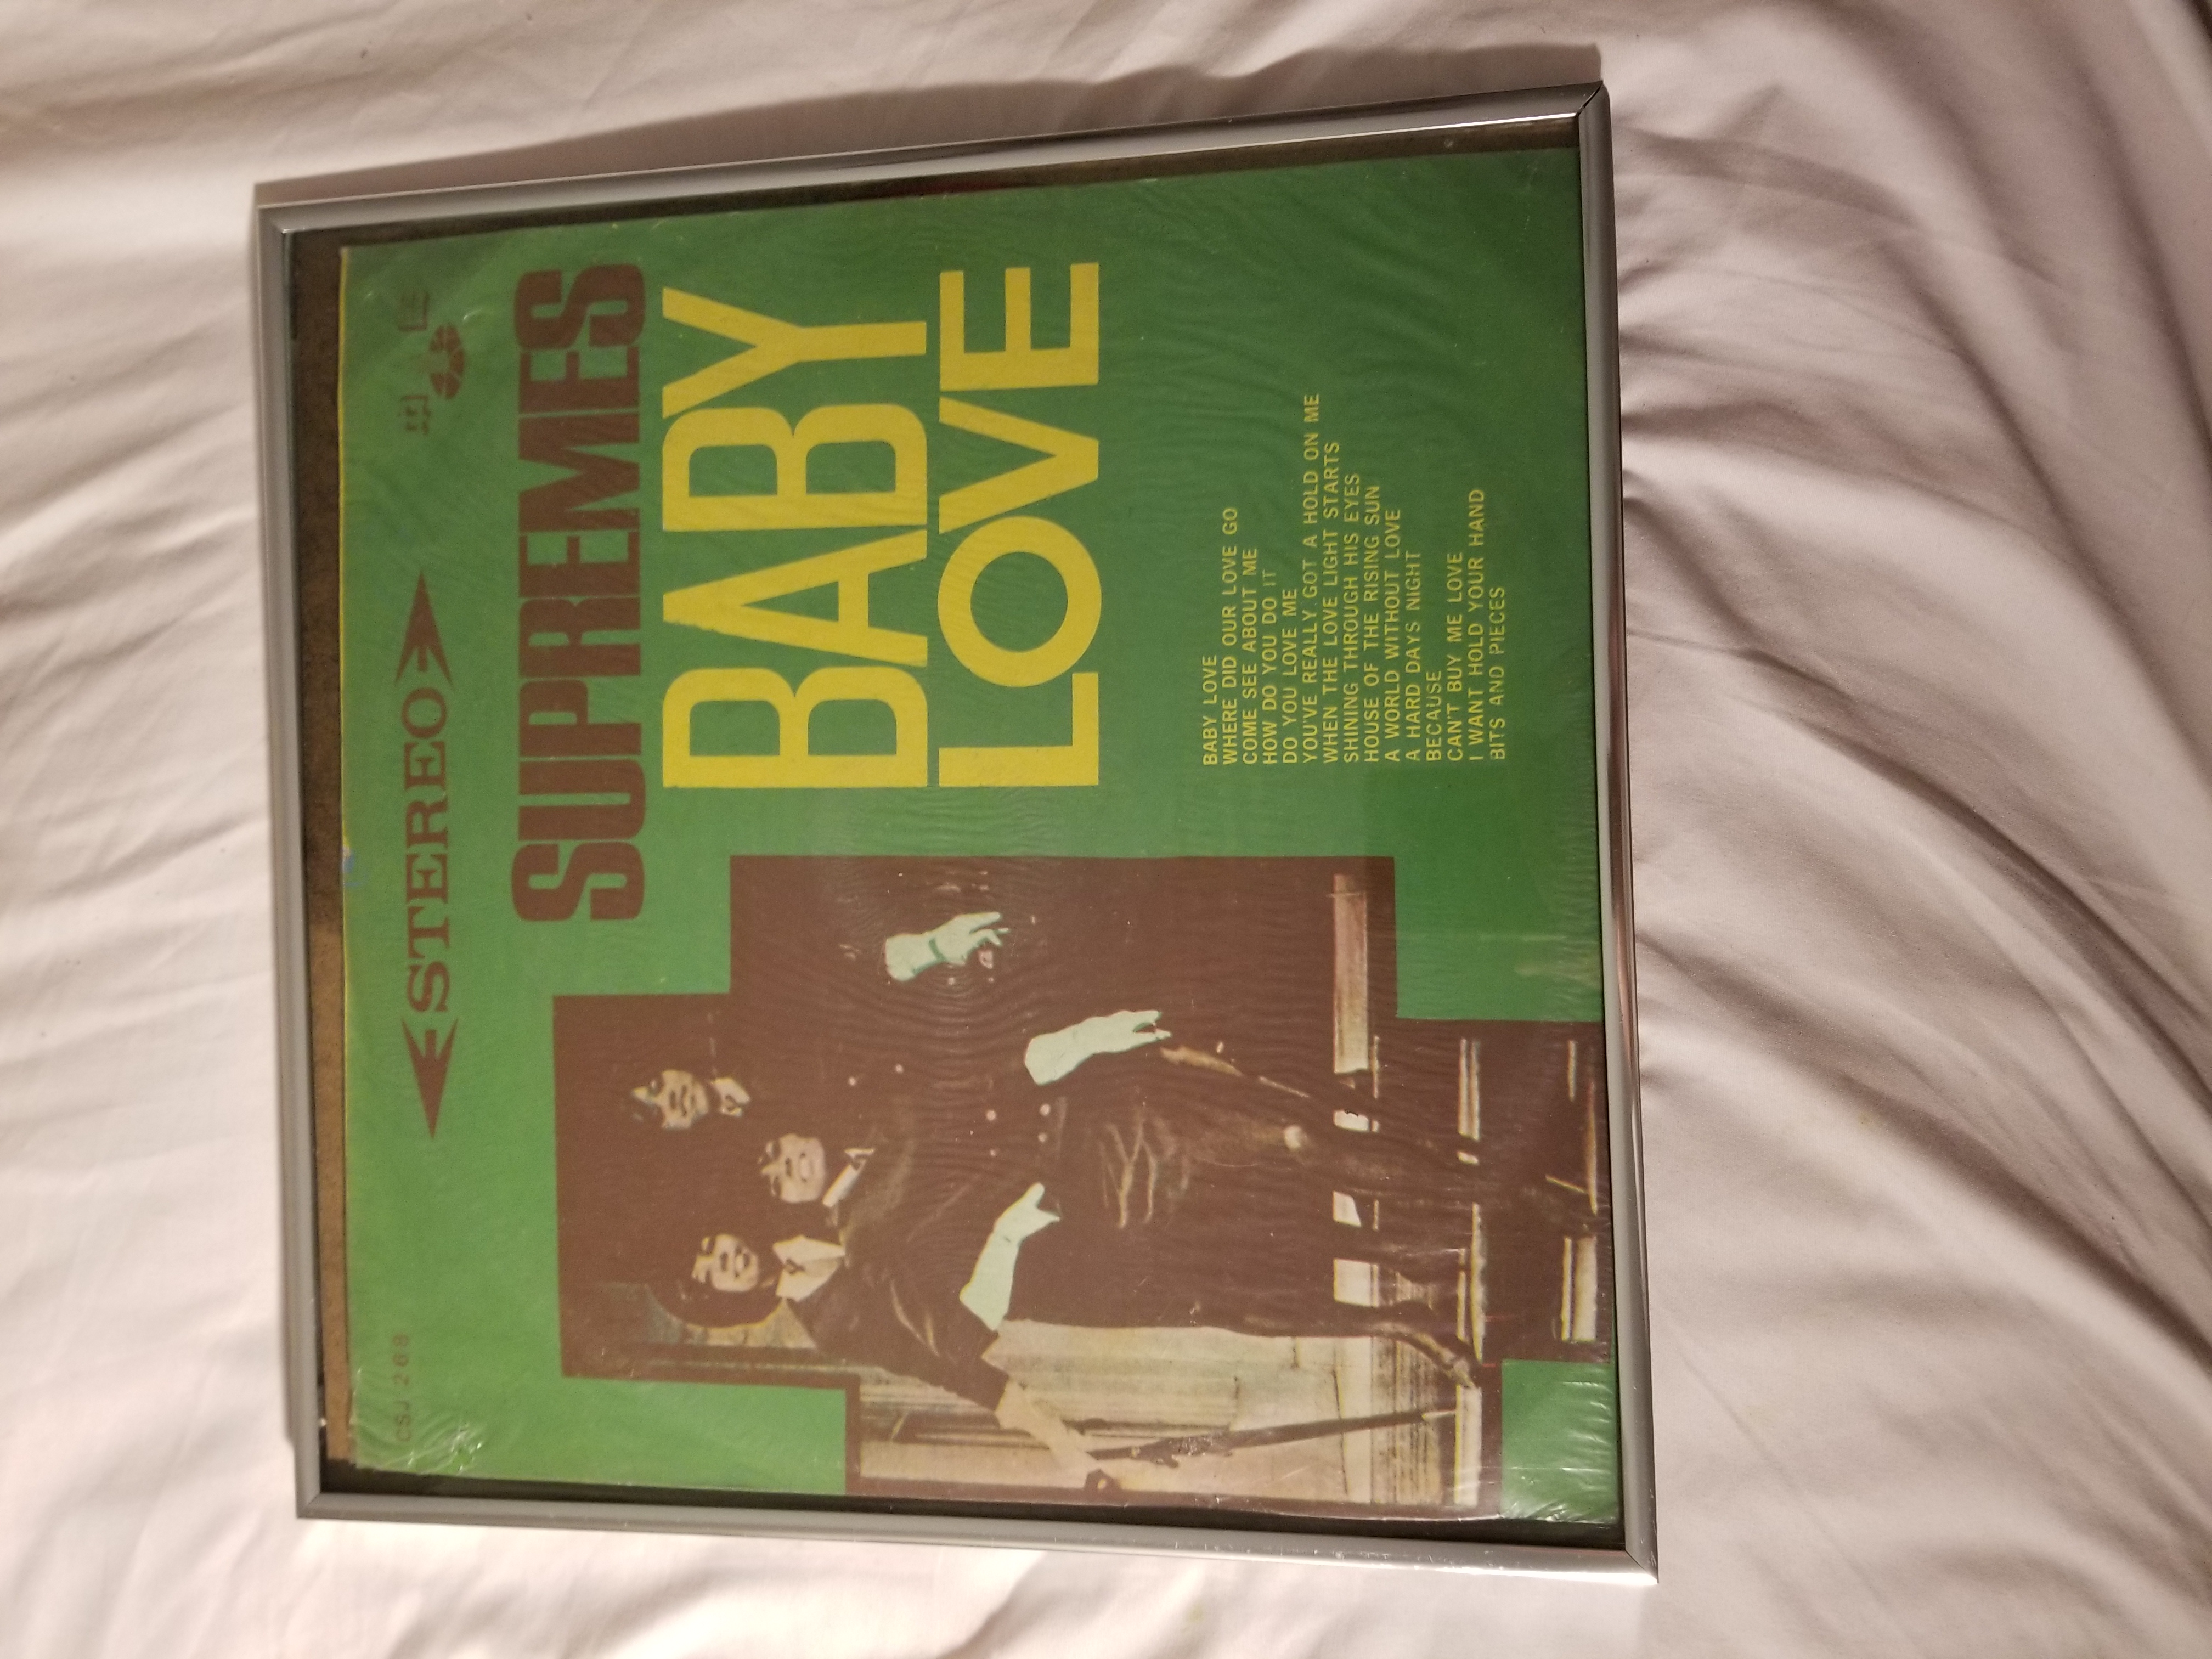 CSJ 268
STEREO
SUPREMES
BABY
LOVE
BABY LOVE
WHERE DID OUR LOVE GO
COME SEE ABOUT ME
HOW DO YOU DO IT
DO YOU LOVE ME
YOU'VE REALLY GOT A HOLD ON ME
WHEN THE LOVE LIGHT STARTS
SHINING THROUGH HIS EYES
HOUSE OF THE RISING SUN
A WORLD WITHOUT LOVE
A HARD DAYS NIGHT
BECAUSE
CAN'T BUY ME LOVE
I WANT HOLD YOUR HAND
BITS AND PIECES